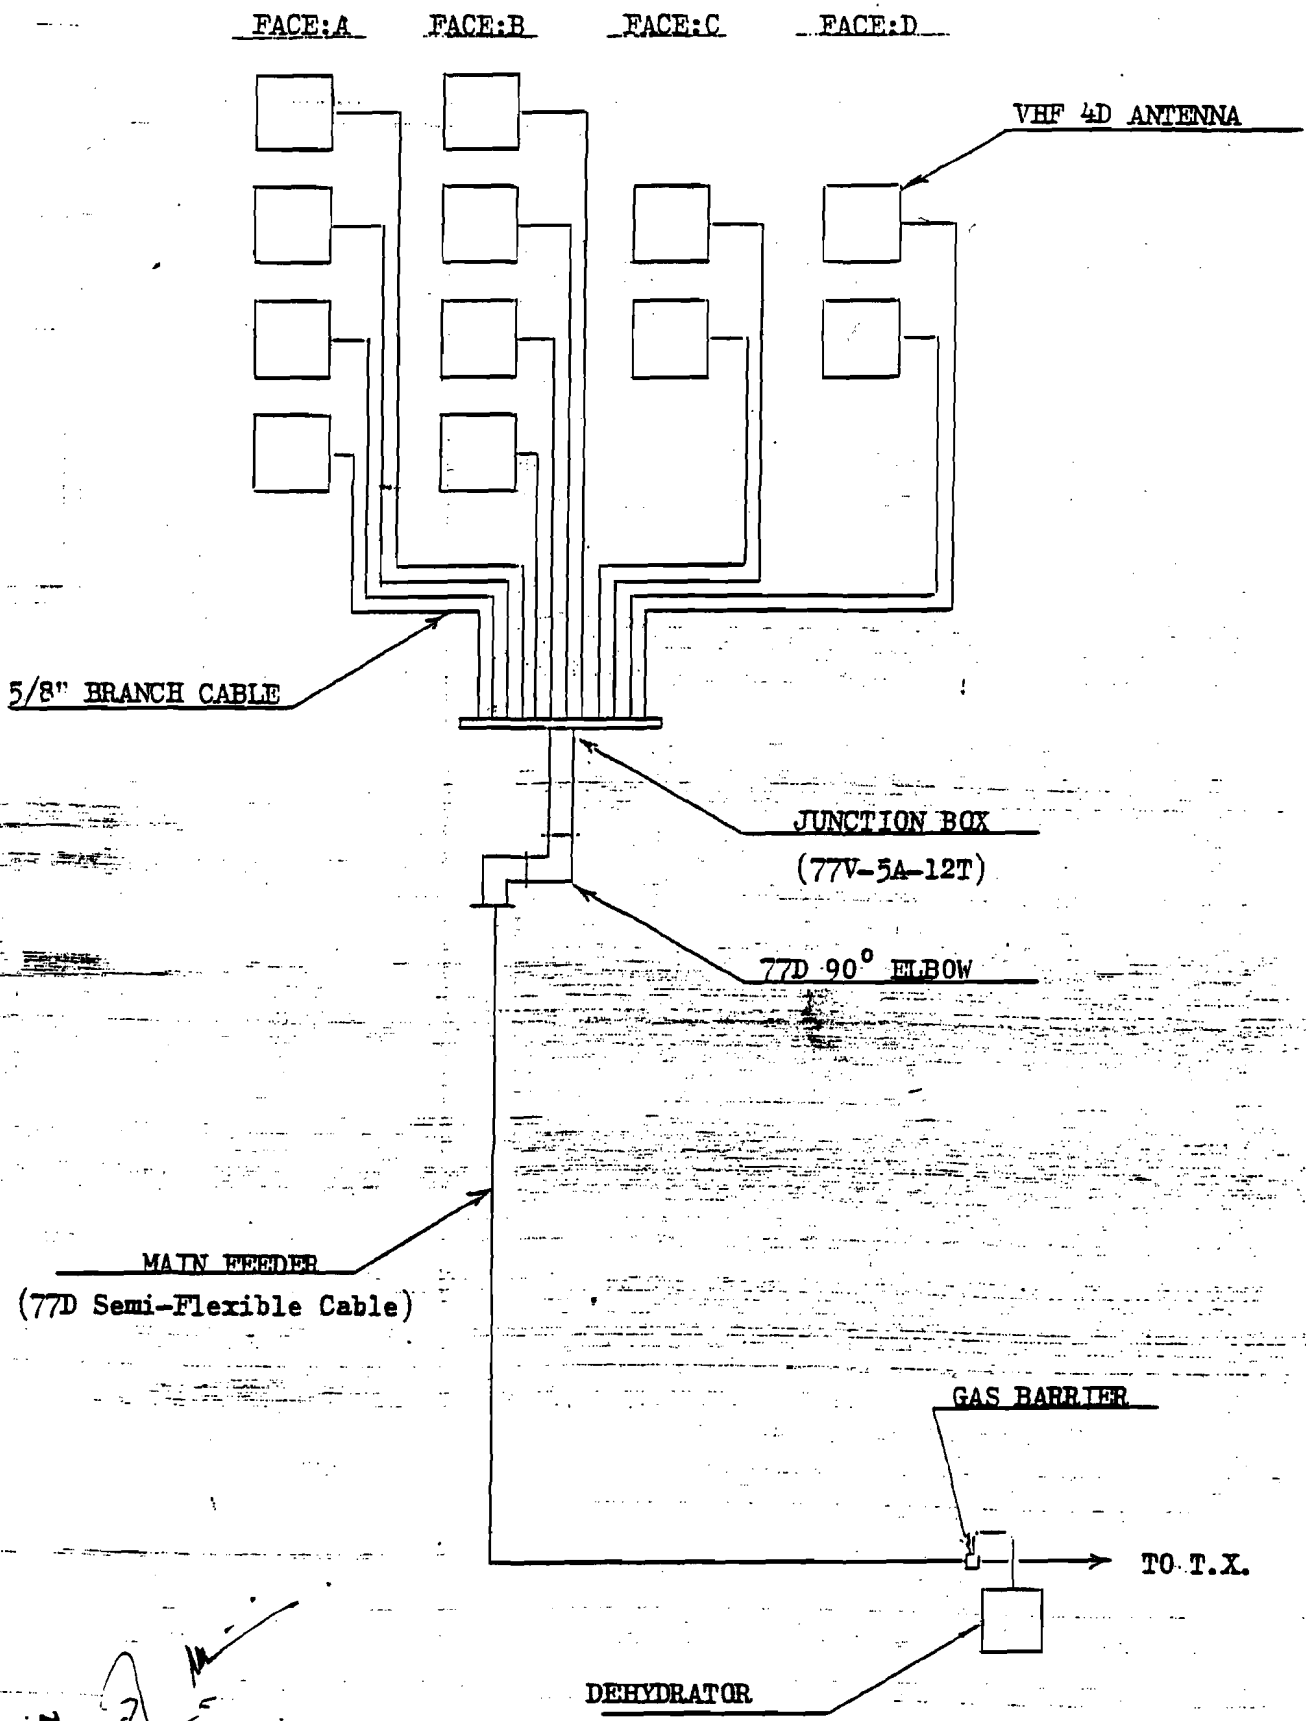 FACE:A FACE:B FACE:C FACE:D
VHF 4D ANTENNA
5/8" BRANCH CABLE
JUNCTION BOX
(77V-5A-12T)
77D 90° ELBOW
MAIN FEEDER
(77D Semi-Flexible Cable)
GAS BARRIER
TO T.X.
DEHYDRATOR